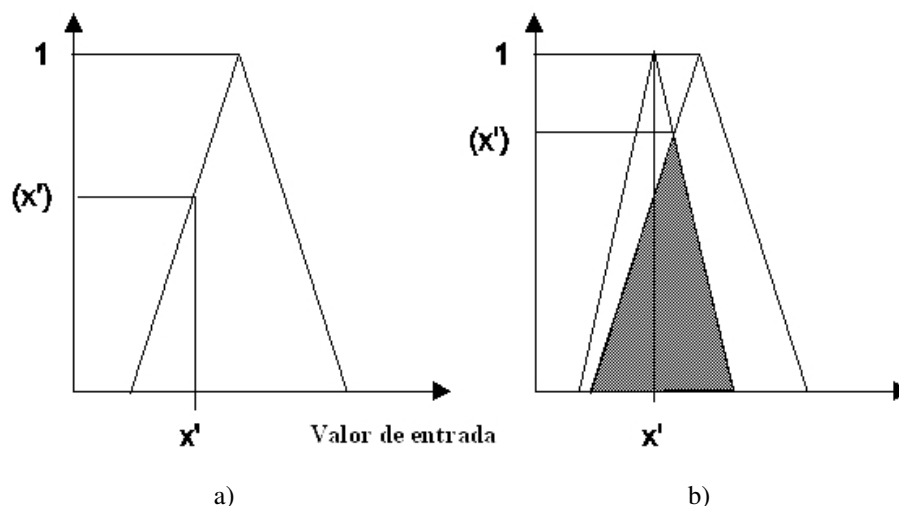 1
(x')
x'
Valor de entrada
a)
1
(x')
x'
b)